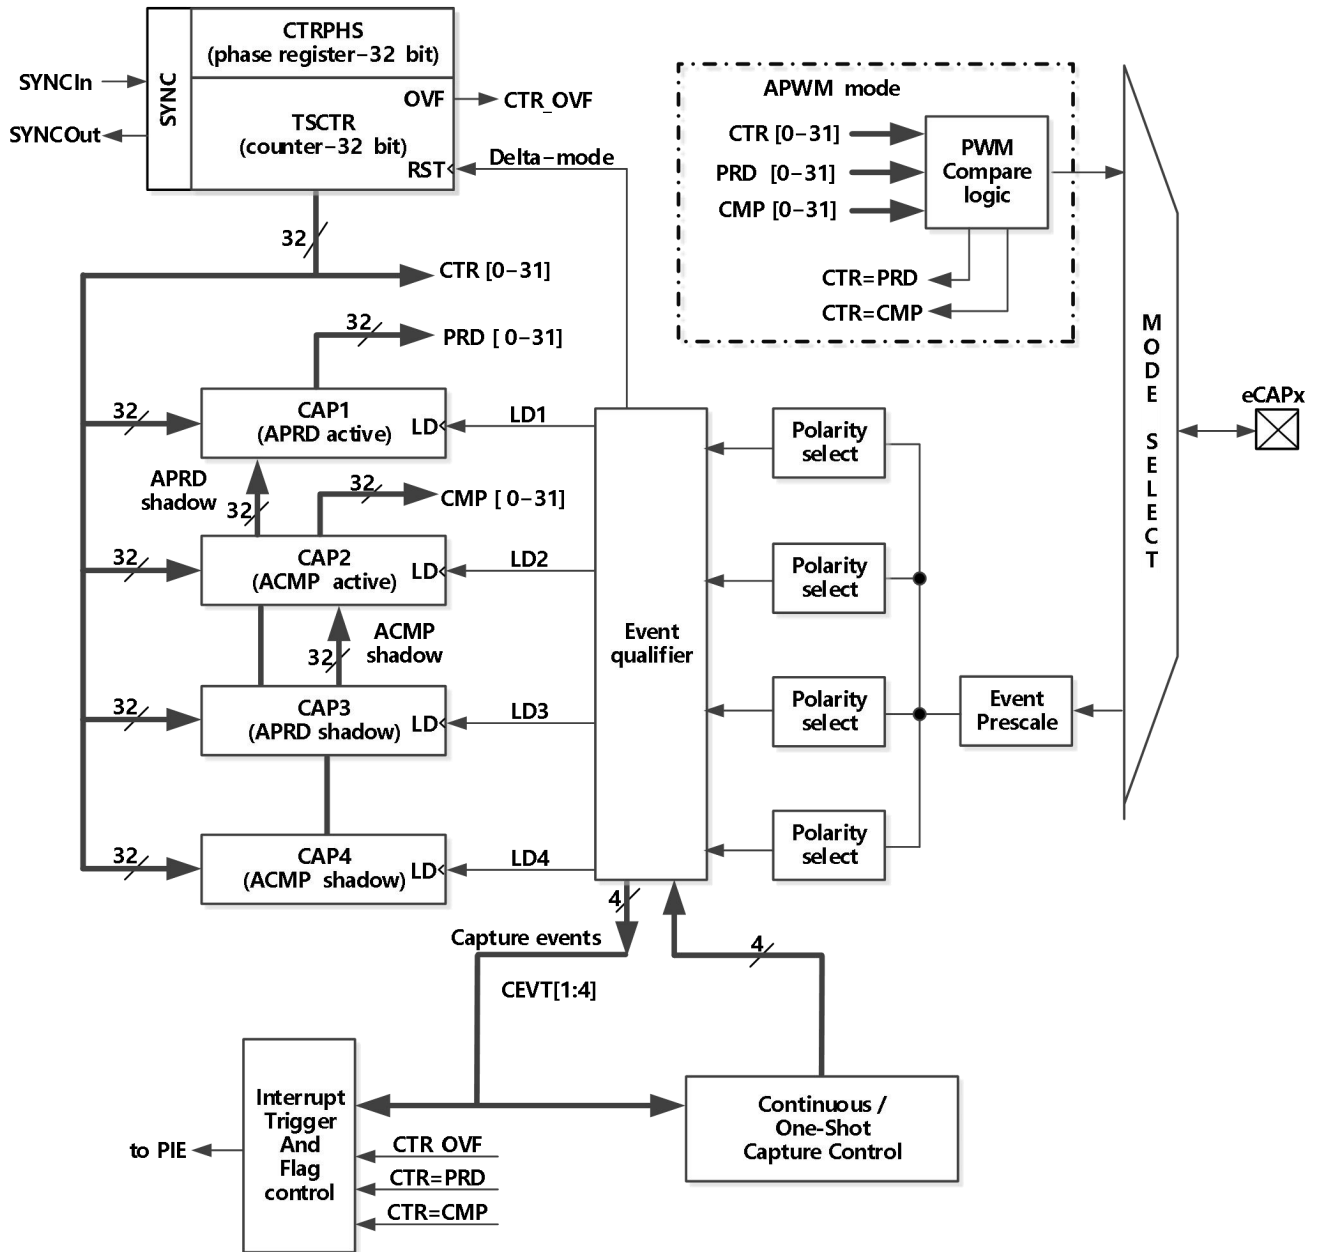 CTRPHS
(phase register-32 bit)
SYNCIn
SYNCOut
SYNC
OVF
CTR_OVF
TSCTR
(counter-32 bit)
RST
Delta-mode
APWM mode
CTR [0-31]
PRD [0-31]
CMP [0-31]
PWM
Compare
logic
CTR=PRD
CTR=CMP
32
CTR [0-31]
32
PRD [ 0-31]
MODE SELECT
eCAPx
32
CAP1
(APRD active)
LD
LD1
Polarity
select
APRD
shadow
32
32
CMP [ 0-31]
32
CAP2
(ACMP active)
LD
LD2
Polarity
select
ACMP
shadow
32
Event
qualifier
32
CAP3
(APRD shadow)
LD
LD3
Polarity
select
Event
Prescale
32
CAP4
(ACMP shadow)
LD
LD4
Polarity
select
4
Capture events
4
CEVT[1:4]
Interrupt
Trigger
And
Flag
control
to PIE
CTR OVF
CTR=PRD
CTR=CMP
Continuous /
One-Shot
Capture Control